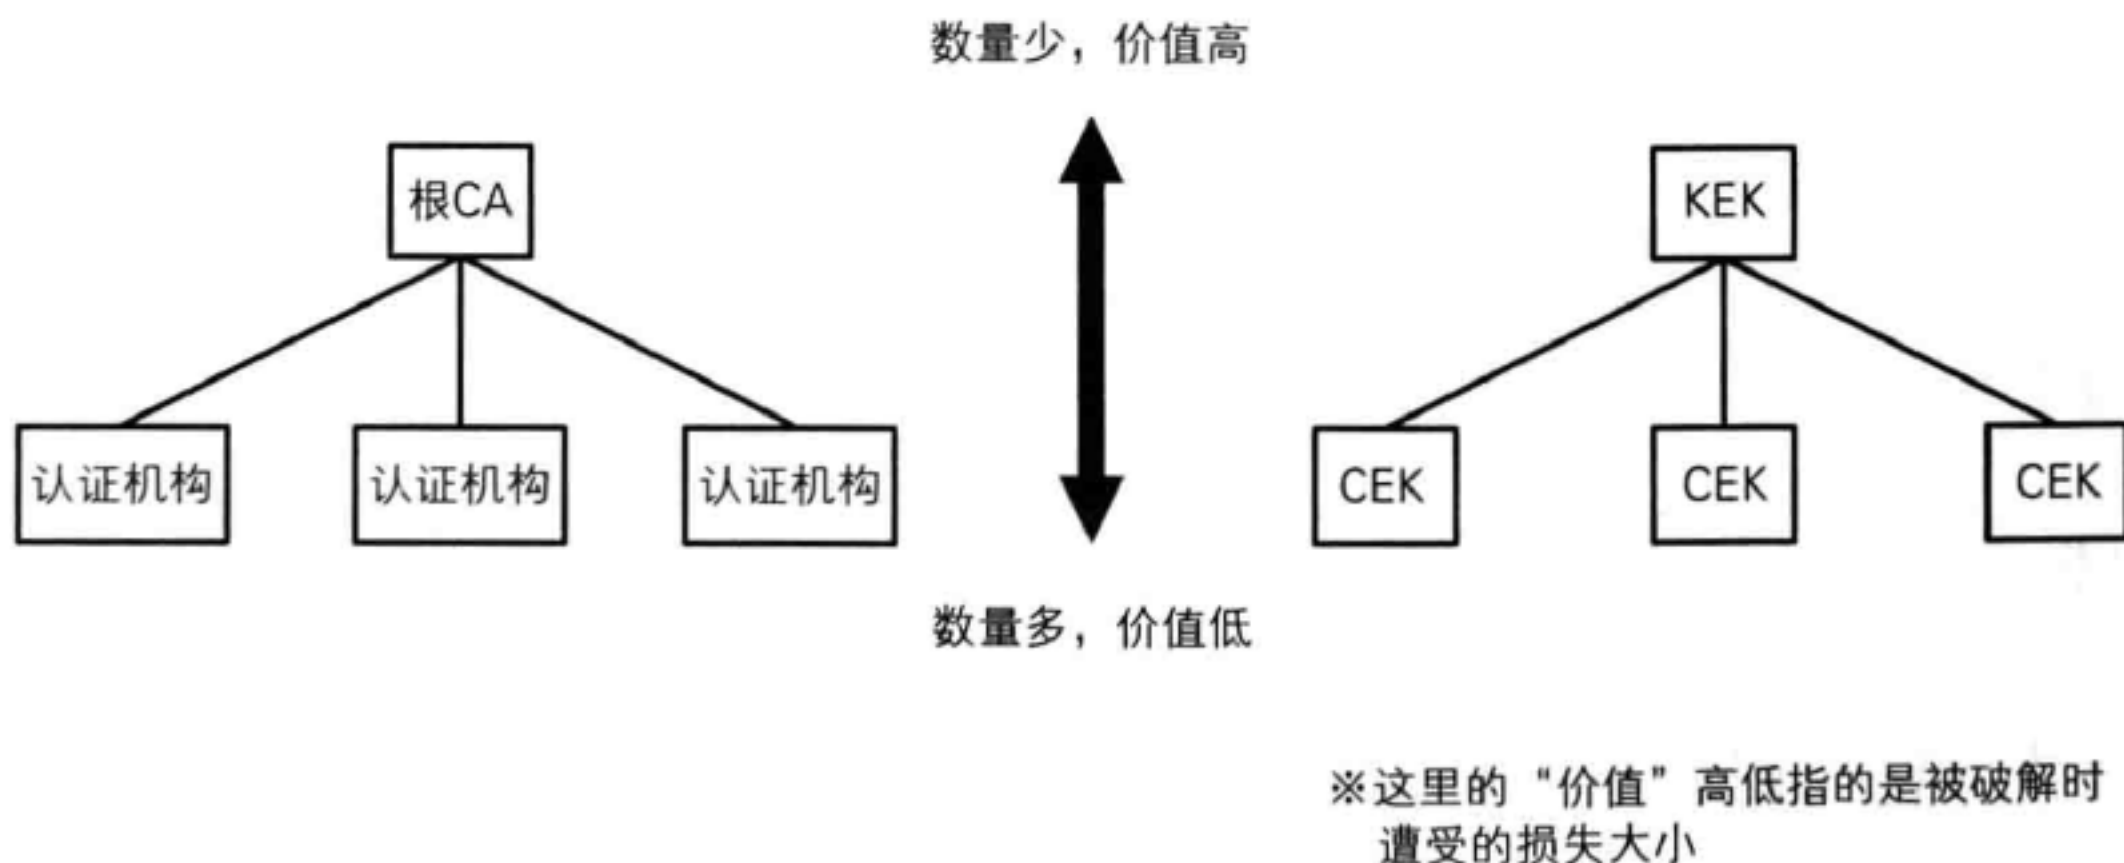 数量少，价值高
根CA
KEK
认证机构
认证机构
认证机构
CEK
CEK
CEK
数量多，价值低
※这里的“价值”高低指的是被破解时
遭受的损失大小